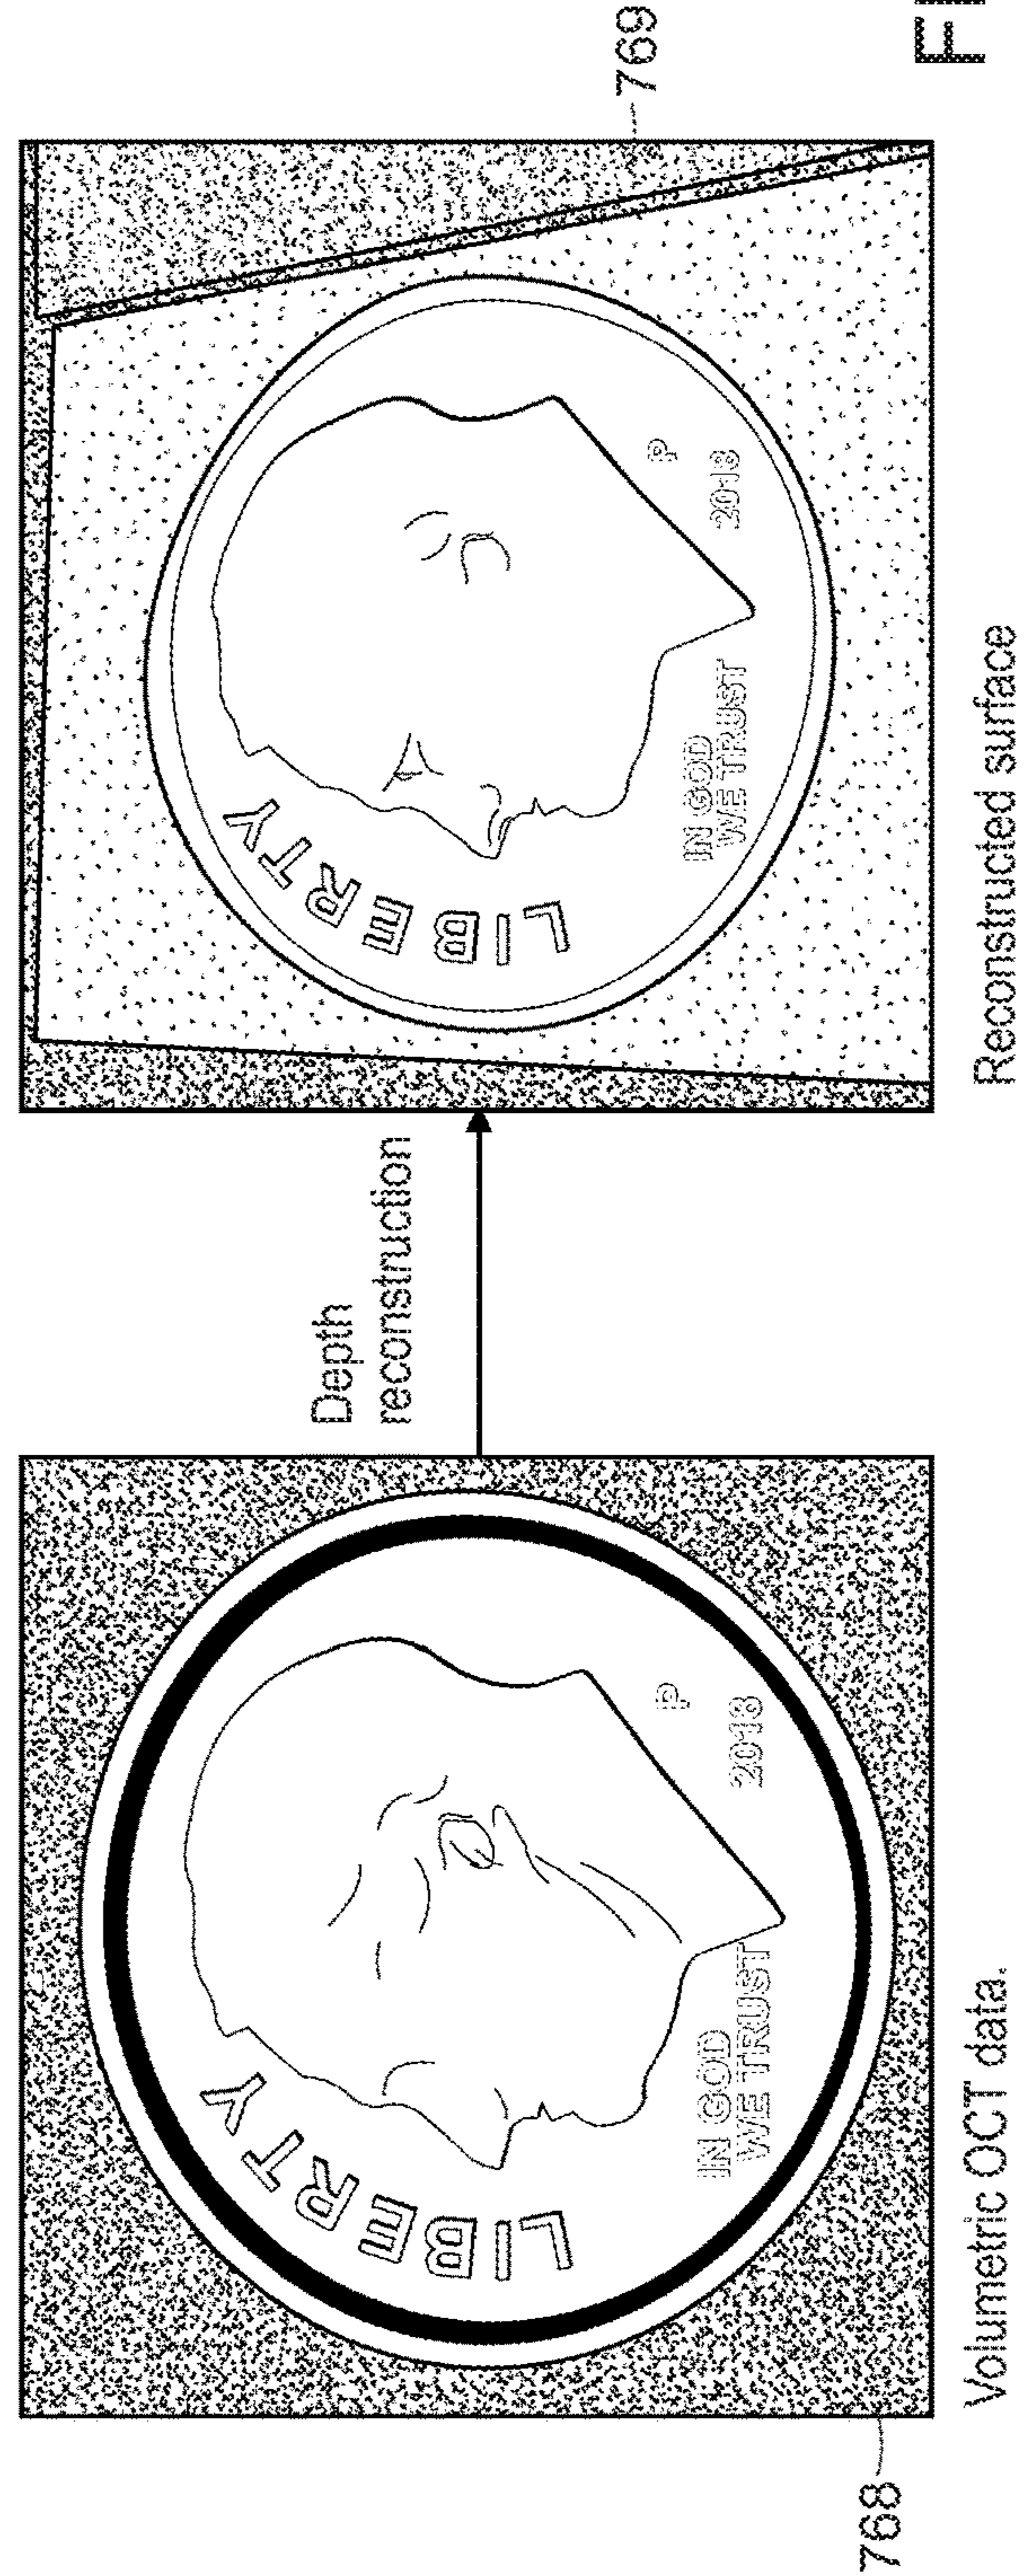 LIBERTY
IN GOD
WE TRUST
P
2018
768
Volumetric OCT data.
Depth
reconstruction
LIBERTY
IN GOD
WE TRUST
P
2018
769
Reconstructed surface